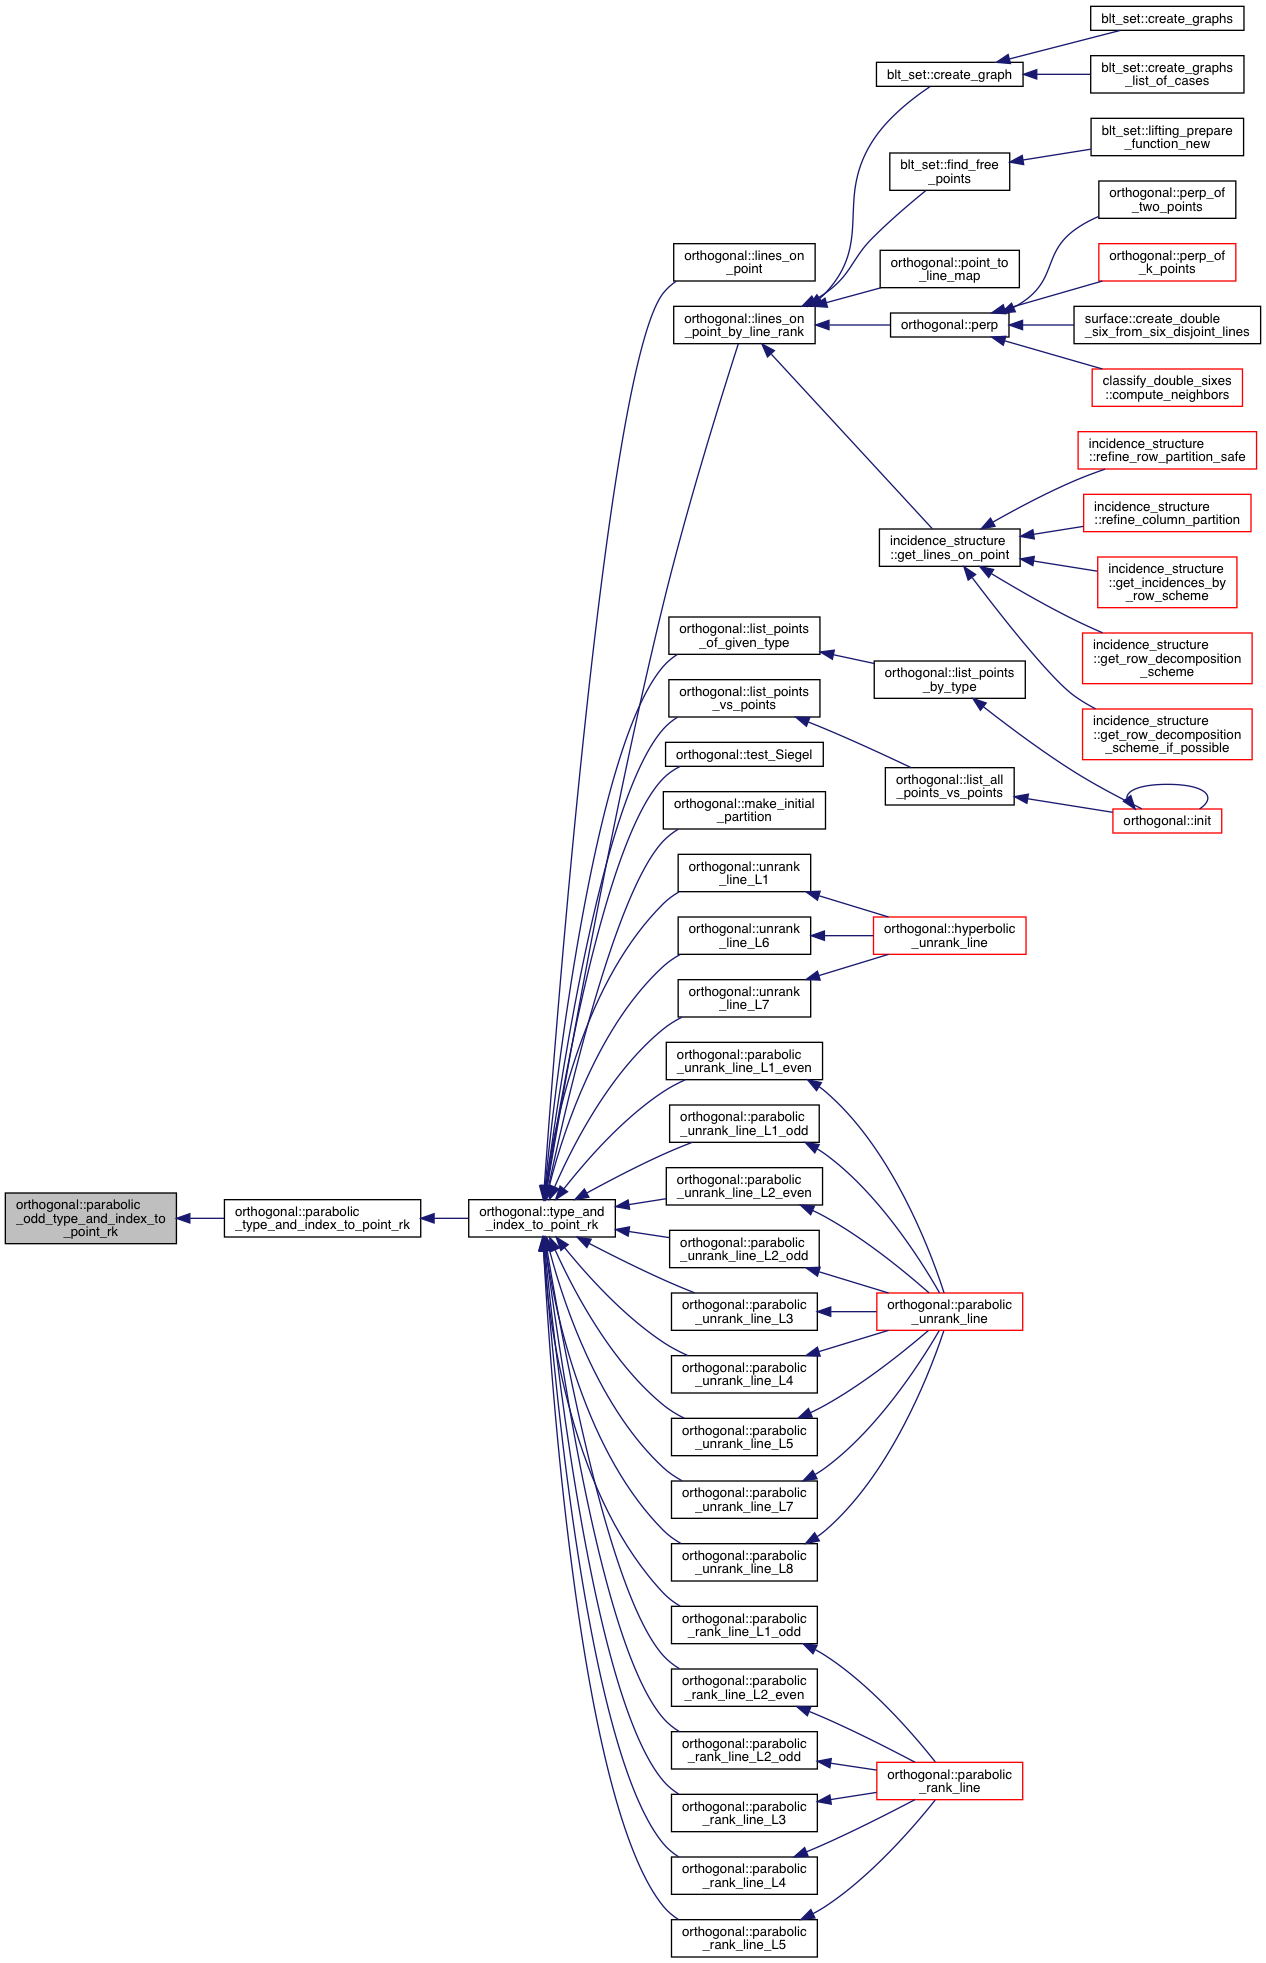 blt_set::create_graphs
blt_set::create_graph
blt_set::create_graphs
_list_of_cases
blt_set::lifting_prepare
_function_new
blt_set::find_free
_points
orthogonal::perp_of
_two_points
orthogonal::lines_on
_point
orthogonal::point_to
_line_map
orthogonal::perp_of
_k_points
orthogonal::lines_on
_point_by_line_rank
orthogonal::perp
surface::create_double
_six_from_six_disjoint_lines
classify_double_sixes
::compute_neighbors
incidence_structure
::refine_row_partition_safe
incidence_structure
::refine_column_partition
incidence_structure
::get_lines_on_point
incidence_structure
::get_incidences_by
_row_scheme
orthogonal::list_points
_of_given_type
incidence_structure
::get_row_decomposition
_scheme
orthogonal::list_points
_by_type
orthogonal::list_points
_vs_points
incidence_structure
::get_row_decomposition
_scheme_if_possible
orthogonal::test_Siegel
orthogonal::list_all
_points_vs_points
orthogonal::make_initial
_partition
orthogonal::init
orthogonal::unrank
_line_L1
orthogonal::unrank
_line_L6
orthogonal::hyperbolic
_unrank_line
orthogonal::unrank
_line_L7
orthogonal::parabolic
_unrank_line_L1_even
orthogonal::parabolic
_unrank_line_L1_odd
orthogonal::parabolic
_unrank_line_L2_even
orthogonal::parabolic
_odd_type_and_index_to
_point_rk
orthogonal::parabolic
_type_and_index_to_point_rk
orthogonal::type_and
_index_to_point_rk
orthogonal::parabolic
_unrank_line_L2_odd
orthogonal::parabolic
_unrank_line_L3
orthogonal::parabolic
_unrank_line
orthogonal::parabolic
_unrank_line_L4
orthogonal::parabolic
_unrank_line_L5
orthogonal::parabolic
_unrank_line_L7
orthogonal::parabolic
_unrank_line_L8
orthogonal::parabolic
_rank_line_L1_odd
orthogonal::parabolic
_rank_line_L2_even
orthogonal::parabolic
_rank_line_L2_odd
orthogonal::parabolic
_rank_line
orthogonal::parabolic
_rank_line_L3
orthogonal::parabolic
_rank_line_L4
orthogonal::parabolic
_rank_line_L5